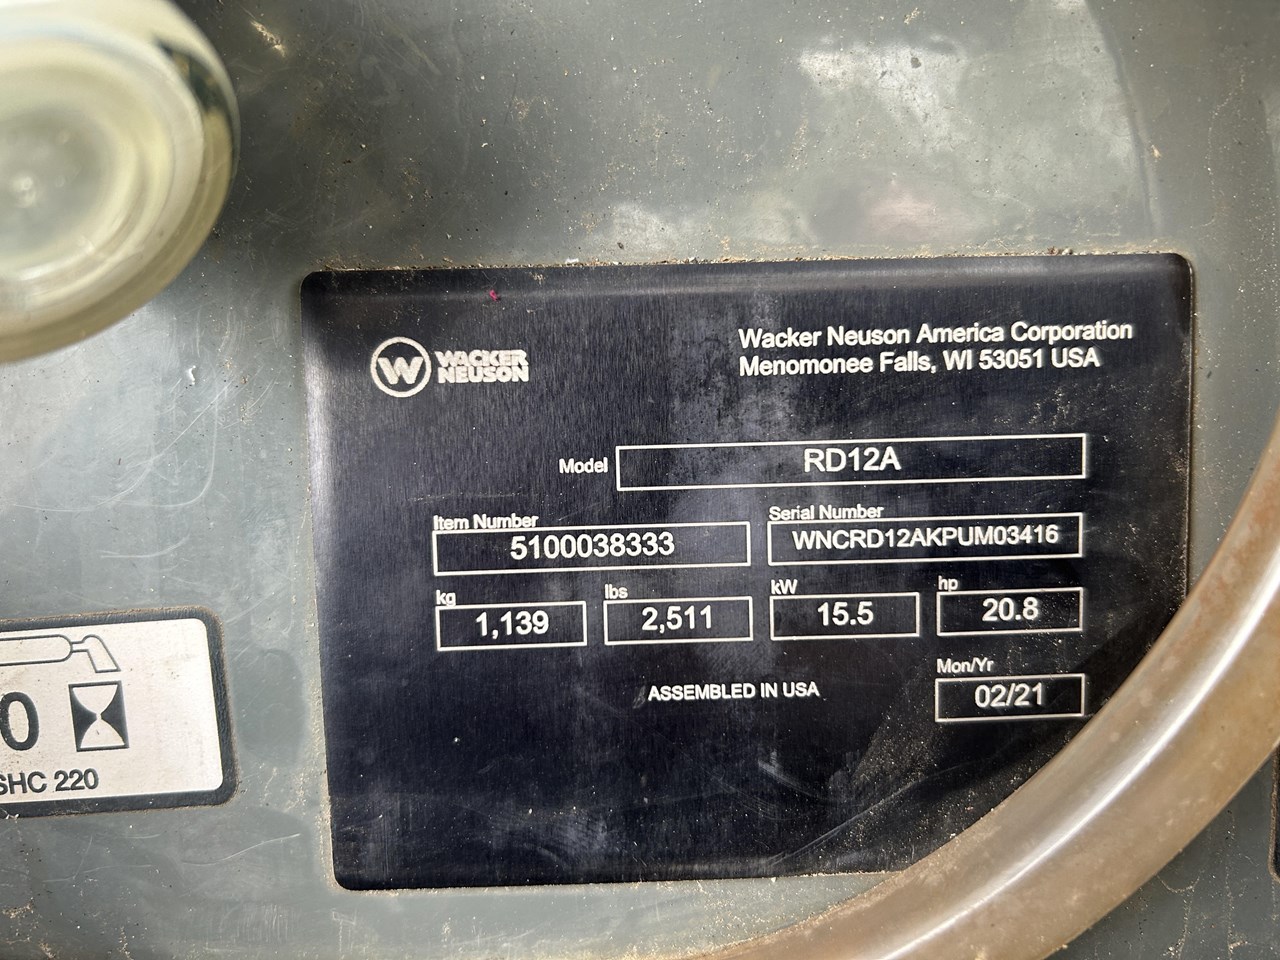 WACKER
NEUSON
Wacker Neuson America Corporation
Menomonee Falls, WI 53051 USA
Model RD12A
Item Number Serial Number
5100038333 WNCRD12AKPUM03416
kg lbs kW hp
1,139 2,511 15.5 20.8
Mon/Yr
ASSEMBLED IN USA 02/21
0
SHC 220